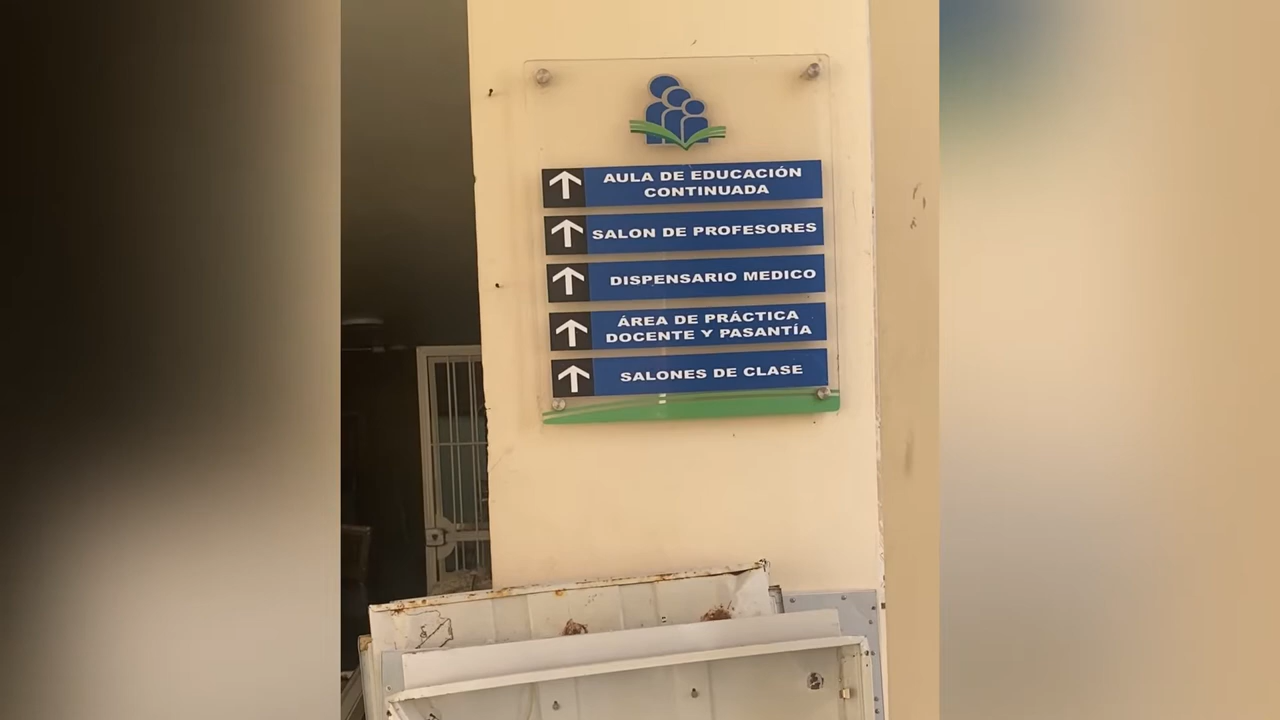 AULA DE EDUCACIÓN
CONTINUADA
SALON DE PROFESORES
DISPENSARIO MEDICO
ÁREA DE PRÁCTICA
DOCENTE Y PASANTÍA
SALONES DE CLASE